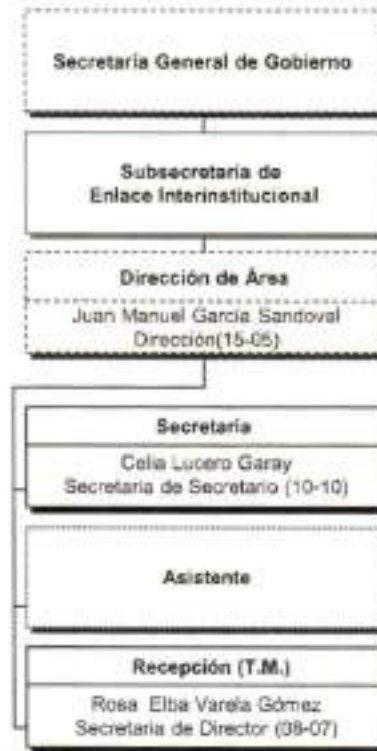 Secretaría General de Gobierno
Subsecretaría de
Enlace Interinstitucional
Dirección de Área
Juan Manuel García Sandoval
Dirección(15-05)
Secretaria
Celia Lucero Garay
Secretaria de Secretario (10-10)
Asistente
Recepción (T.M.)
Rosa Elba Varela Gómez
Secretaria de Director (08-07)